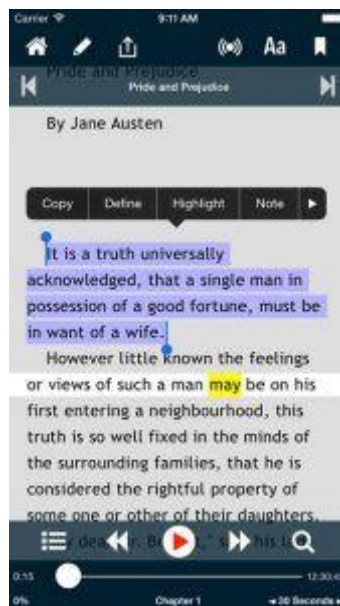 Carrier 9:11 AM
Aa
Pride and Prejudice
Pride and Prejudice
By Jane Austen
Copy Define Highlight Note
It is a truth universally
acknowledged, that a single man in
possession of a good fortune, must be
in want of a wife.
However little known the feelings
or views of such a man may be on his
first entering a neighbourhood, this
truth is so well fixed in the minds of
the surrounding families, that he is
considered the rightful property of
some one or other of their daughters.
0:15 12:30:4
0% Chapter 1 30 Seconds